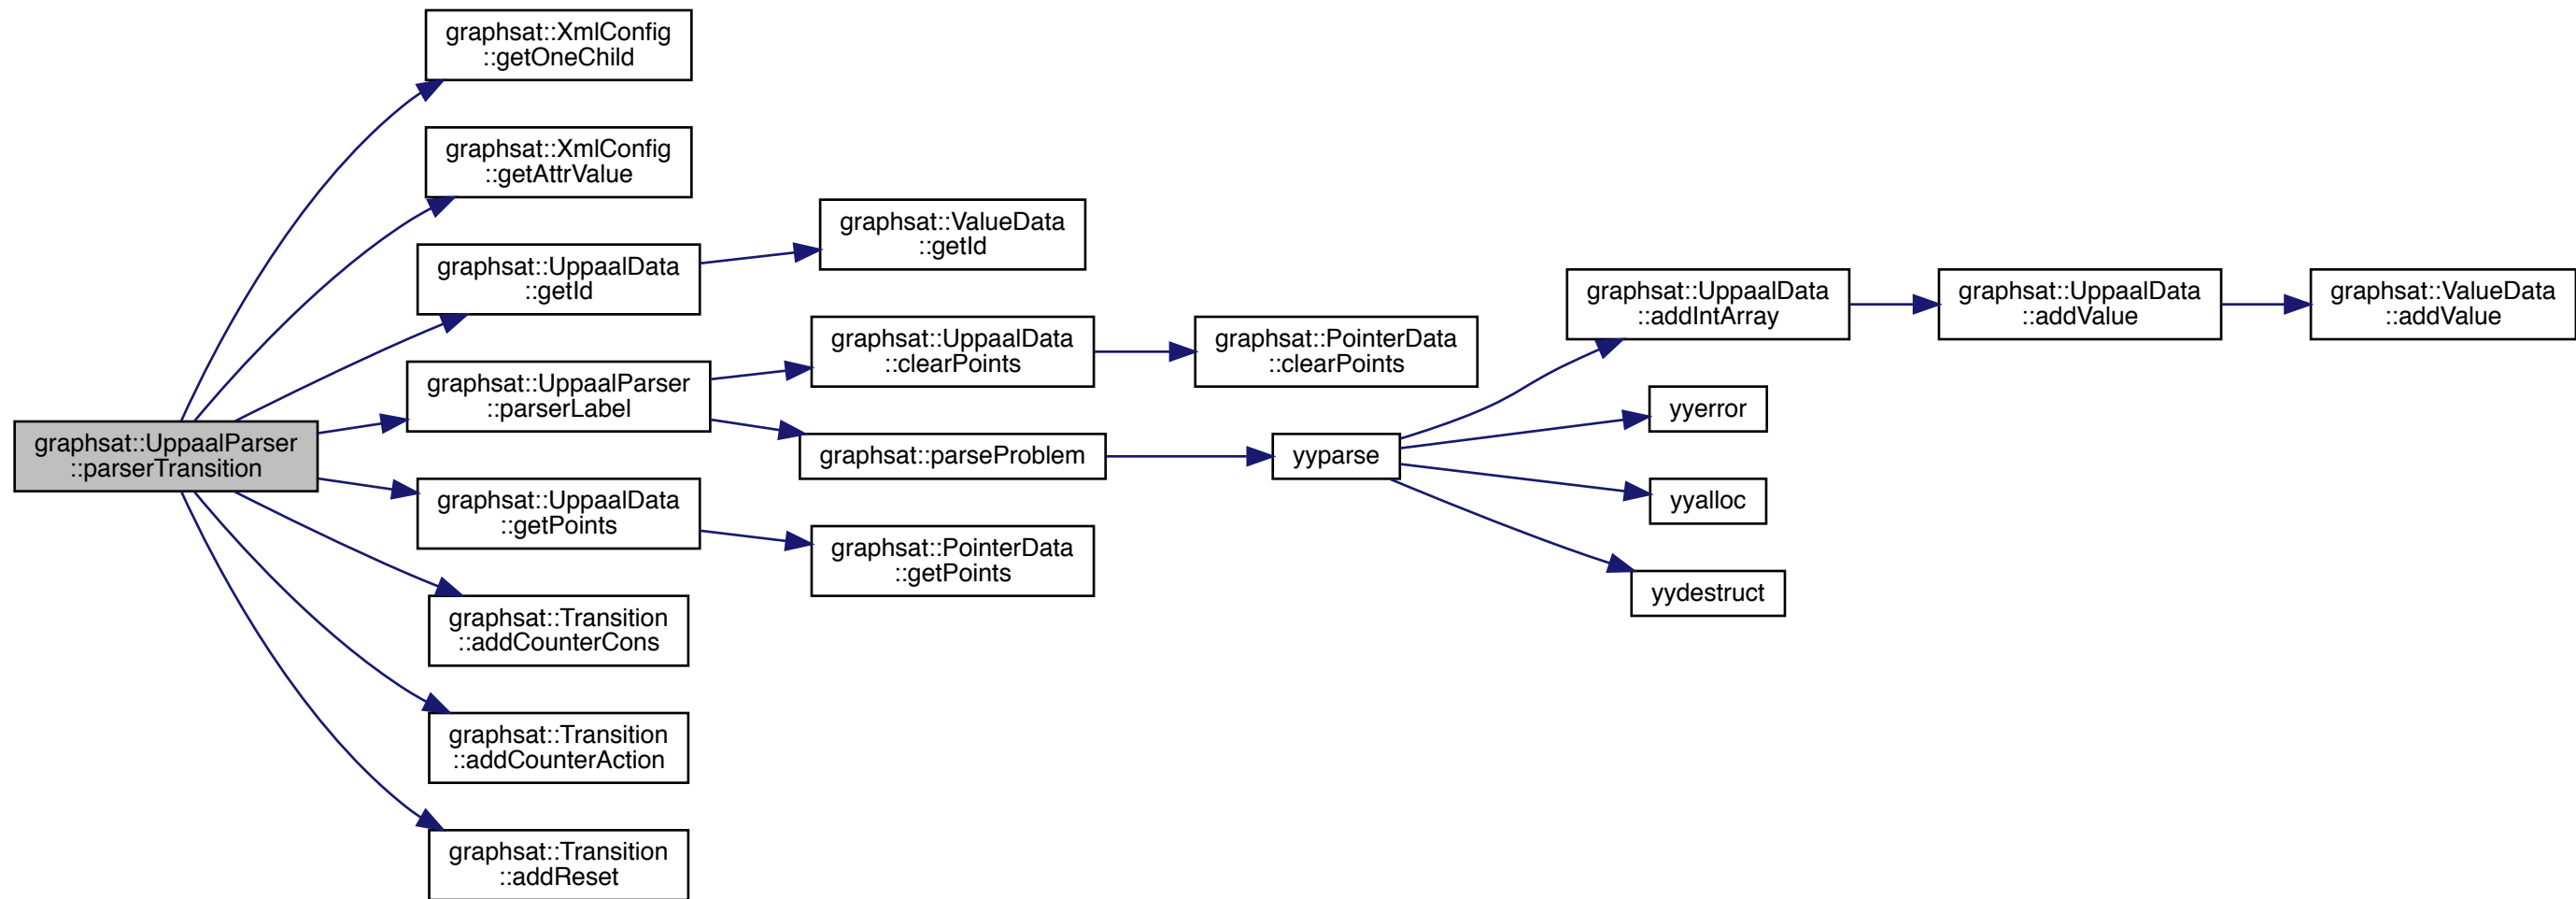 graphsat::XmlConfig
::getOneChild
graphsat::XmlConfig
::getAttrValue
graphsat::UppaalData
::getId
graphsat::ValueData
::getId
graphsat::UppaalParser
::parserTransition
graphsat::UppaalParser
::parserLabel
graphsat::UppaalData
::clearPoints
graphsat::PointerData
::clearPoints
graphsat::parseProblem
yyparse
graphsat::UppaalData
::addIntArray
graphsat::UppaalData
::addValue
graphsat::ValueData
::addValue
yyerror
yyalloc
yydestruct
graphsat::UppaalData
::getPoints
graphsat::PointerData
::getPoints
graphsat::Transition
::addCounterCons
graphsat::Transition
::addCounterAction
graphsat::Transition
::addReset